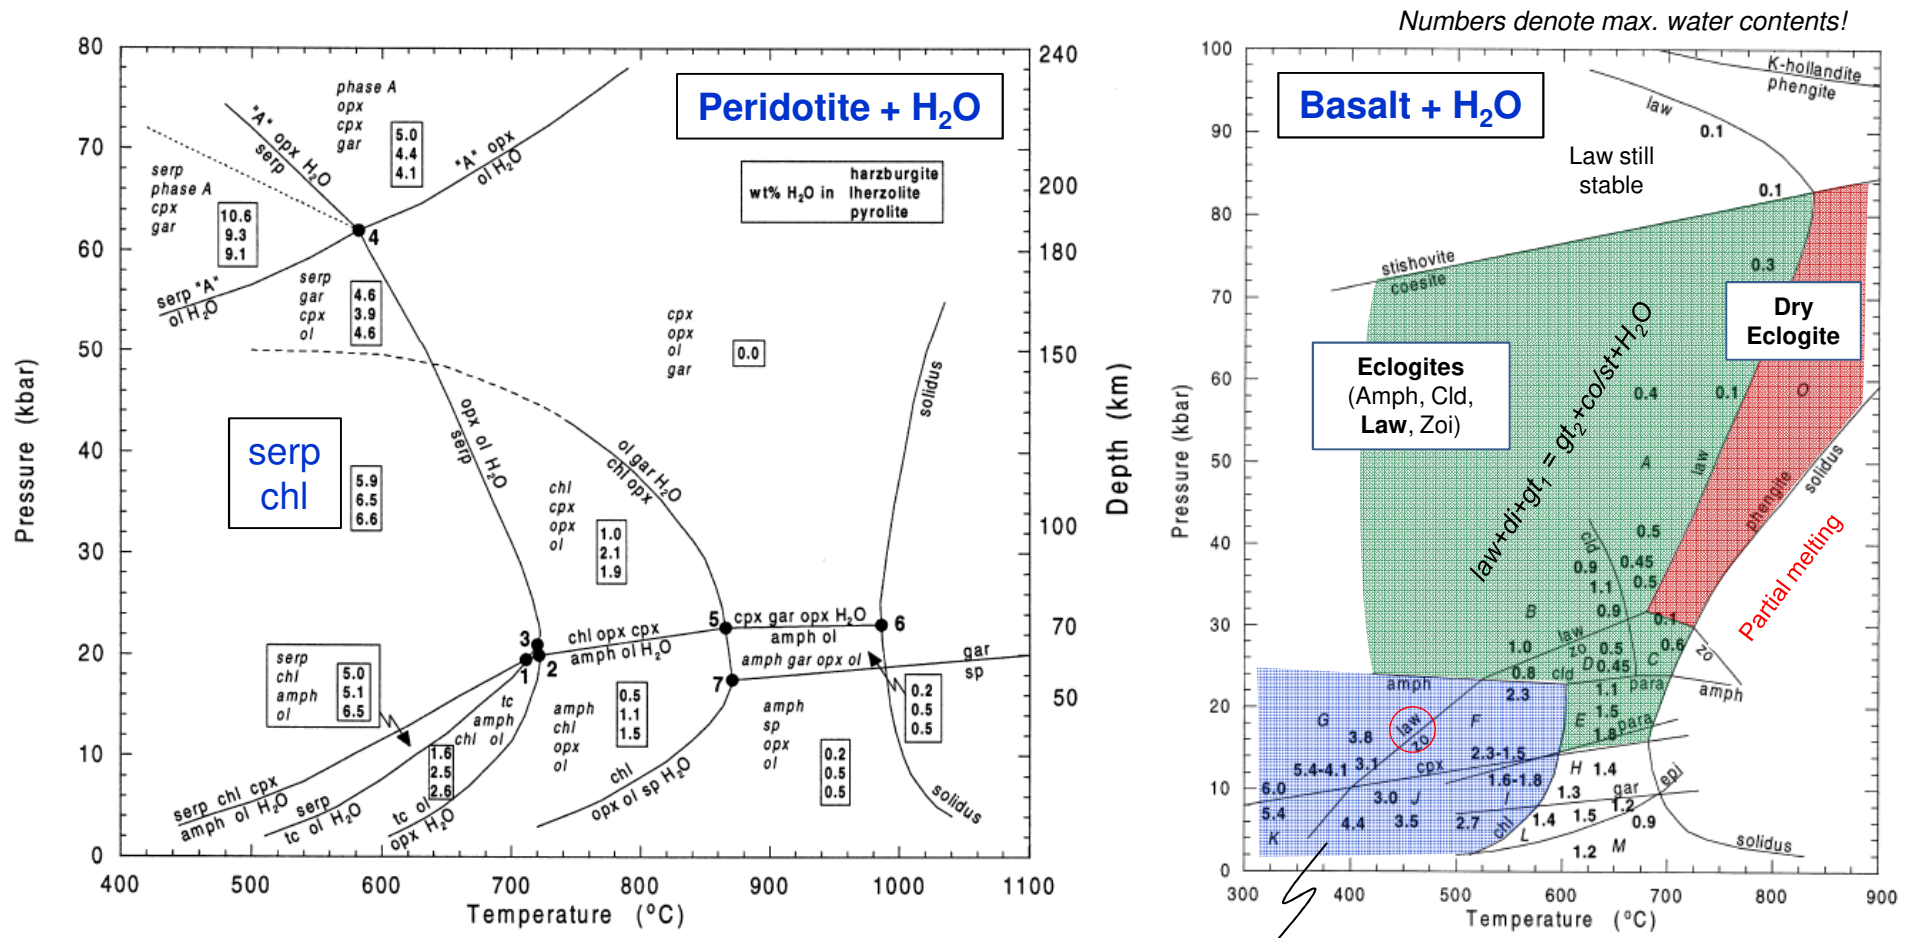 Numbers denote max. water contents!
80
70
60
50
40
30
20
10
0
Pressure (kbar)
400
500
600
700
800
900
1000
1100
Temperature (ºC)
240
200
180
150
100
70
50
Depth (km)
Peridotite + H2O
wt% H2O in
harzburgite
lherzolite
pyrolite
phase A
opx
cpx
gar
5.0
4.4
4.1
"A" opx H2O
serp
"A" opx
ol H2O
serp
phase A
cpx
gar
10.6
9.3
9.1
4
serp "A"
ol H2O
serp
gar
cpx
ol
4.6
3.9
4.6
cpx
opx
ol
gar
0.0
solidus
serp
chl
5.9
6.5
6.6
opx ol H2O
serp
ol gar H2O
chl opx
chl
cpx
opx
ol
1.0
2.1
1.9
3
2
1
chl opx cpx
amph ol H2O
5
cpx gar opx H2O
amph ol
6
amph gar opx ol
gar
sp
7
serp
chl
amph
ol
5.0
5.1
6.5
tc
amph
chl ol
1.6
2.5
2.6
amph
chl
opx
ol
0.5
1.1
1.5
amph
sp
opx
ol
0.2
0.5
0.5
0.2
0.5
0.5
serp chl cpx
amph ol H2O
serp
tc ol H2O
tc ol
opx H2O
chl
opx ol sp H2O
solidus
100
90
80
70
60
50
40
30
20
10
0
Pressure (kbar)
300
400
500
600
700
800
900
Temperature (ºC)
Basalt + H2O
K-hollandite
phengite
law
0.1
Law still
stable
0.1
stishovite
coesite
0.3
Dry
Eclogite
Eclogites
(Amph, Cld,
Law, Zoi)
law+di+gt1 = gt2+co/st+H2O
0.4
0.1
O
A
law
phengite
solidus
Partial melting
cld
0.5
0.9
0.45
1.1
0.5
B
0.9
0.1
law
zo
1.0
0.5
0.6
C
zo
D
0.45
0.8
cld
para
amph
amph
2.3
1.1
G
law
zo
F
E
1.5
para
3.8
1.8
2.3-1.5
5.4-4.1
3.1
cpx
H
1.4
epi
6.0
1.6-1.8
1.3
gar
3.0
J
I
1.2
5.4
4.4
3.5
2.7
chl
1.4
1.5
0.9
K
L
M
1.2
solidus